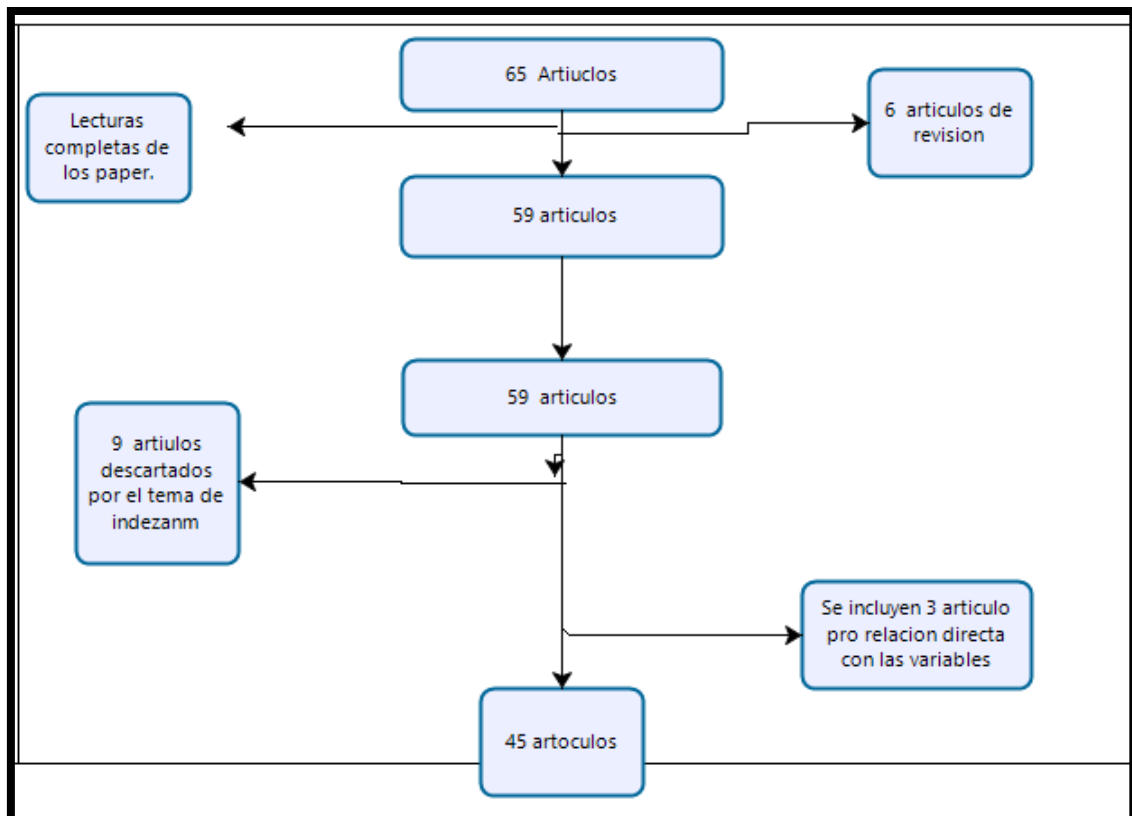 65 Artiuclos
6 articulos de
revision
Lecturas
completas de
los paper.
59 articulos
59 articulos
9 artiulos
descartados
por el tema de
indezanm
Se incluyen 3 articulo
pro relacion directa
con las variables
45 artoculos